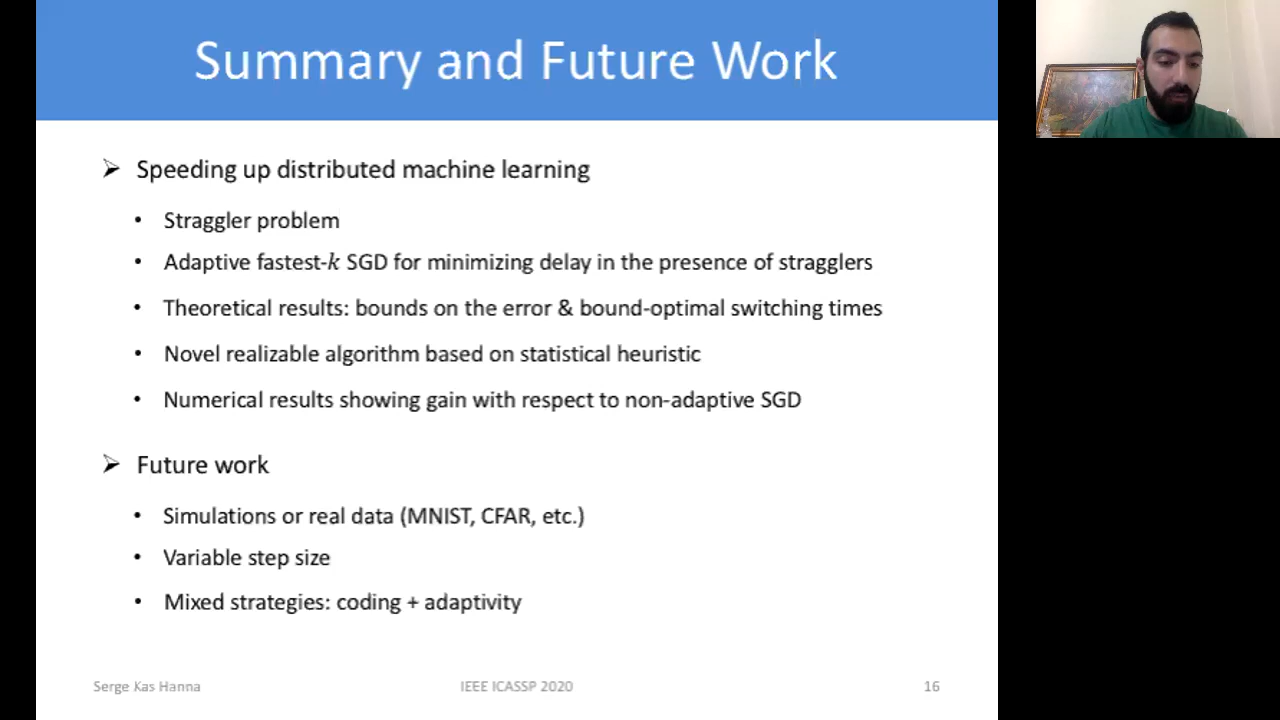 Summary and Future Work
➢ Speeding up distributed machine learning
• Straggler problem
• Adaptive fastest-k SGD for minimizing delay in the presence of stragglers
• Theoretical results: bounds on the error & bound-optimal switching times
• Novel realizable algorithm based on statistical heuristic
• Numerical results showing gain with respect to non-adaptive SGD
➢ Future work
• Simulations or real data (MNIST, CFAR, etc.)
• Variable step size
• Mixed strategies: coding + adaptivity
Serge Kas Hanna IEEE ICASSP 2020 16